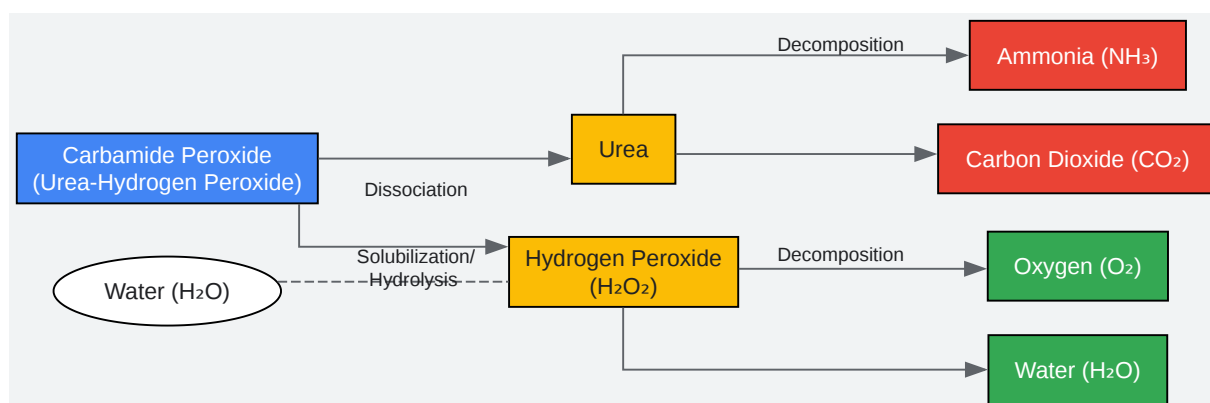 Decomposition
Ammonia (NH₃)
Carbamide Peroxide
(Urea-Hydrogen Peroxide)
Urea
Carbon Dioxide (CO₂)
Dissociation
Solubilization/
Hydrolysis
Water (H₂O)
Hydrogen Peroxide
(H₂O₂)
Decomposition
Oxygen (O₂)
Water (H₂O)